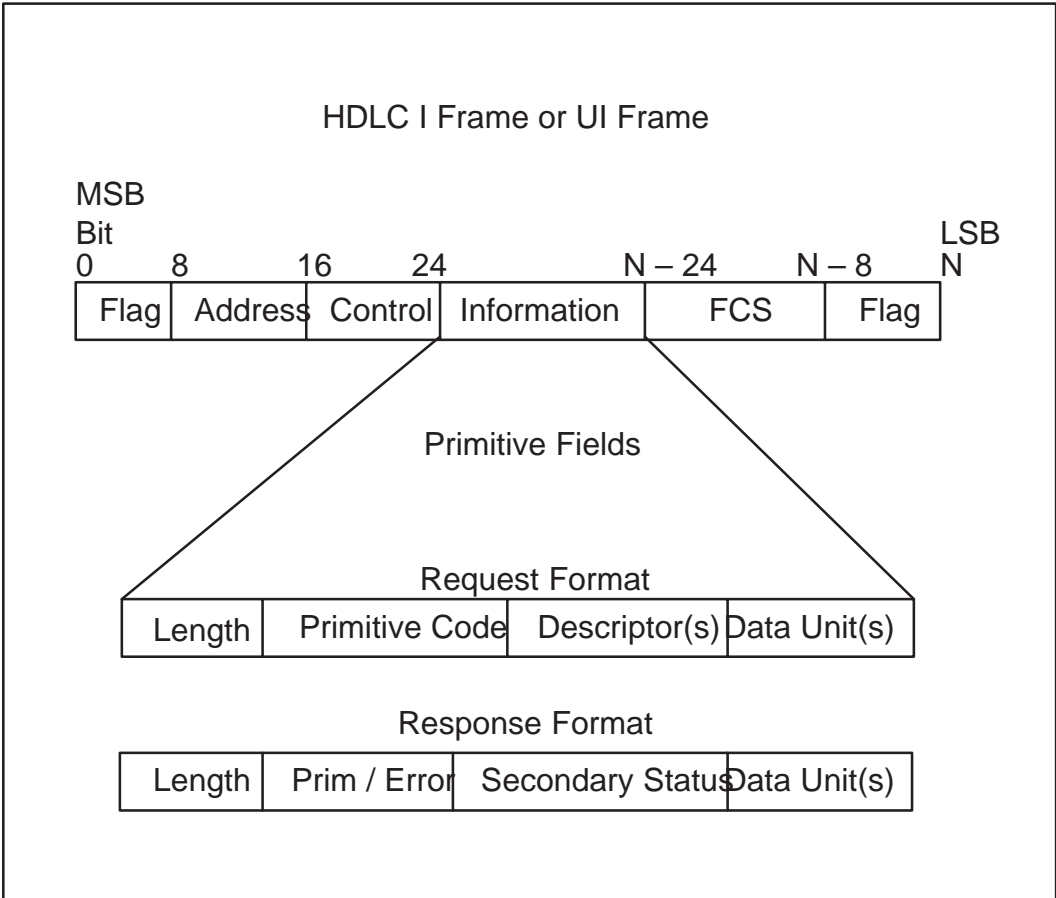 HDLC I Frame or UI Frame
MSB
Bit LSB
0 8 16 24 N – 24 N – 8 N
Flag Address Control Information FCS Flag
Primitive Fields
Request Format
Length Primitive Code Descriptor(s) Data Unit(s)
Response Format
Length Prim / Error Secondary Status Data Unit(s)